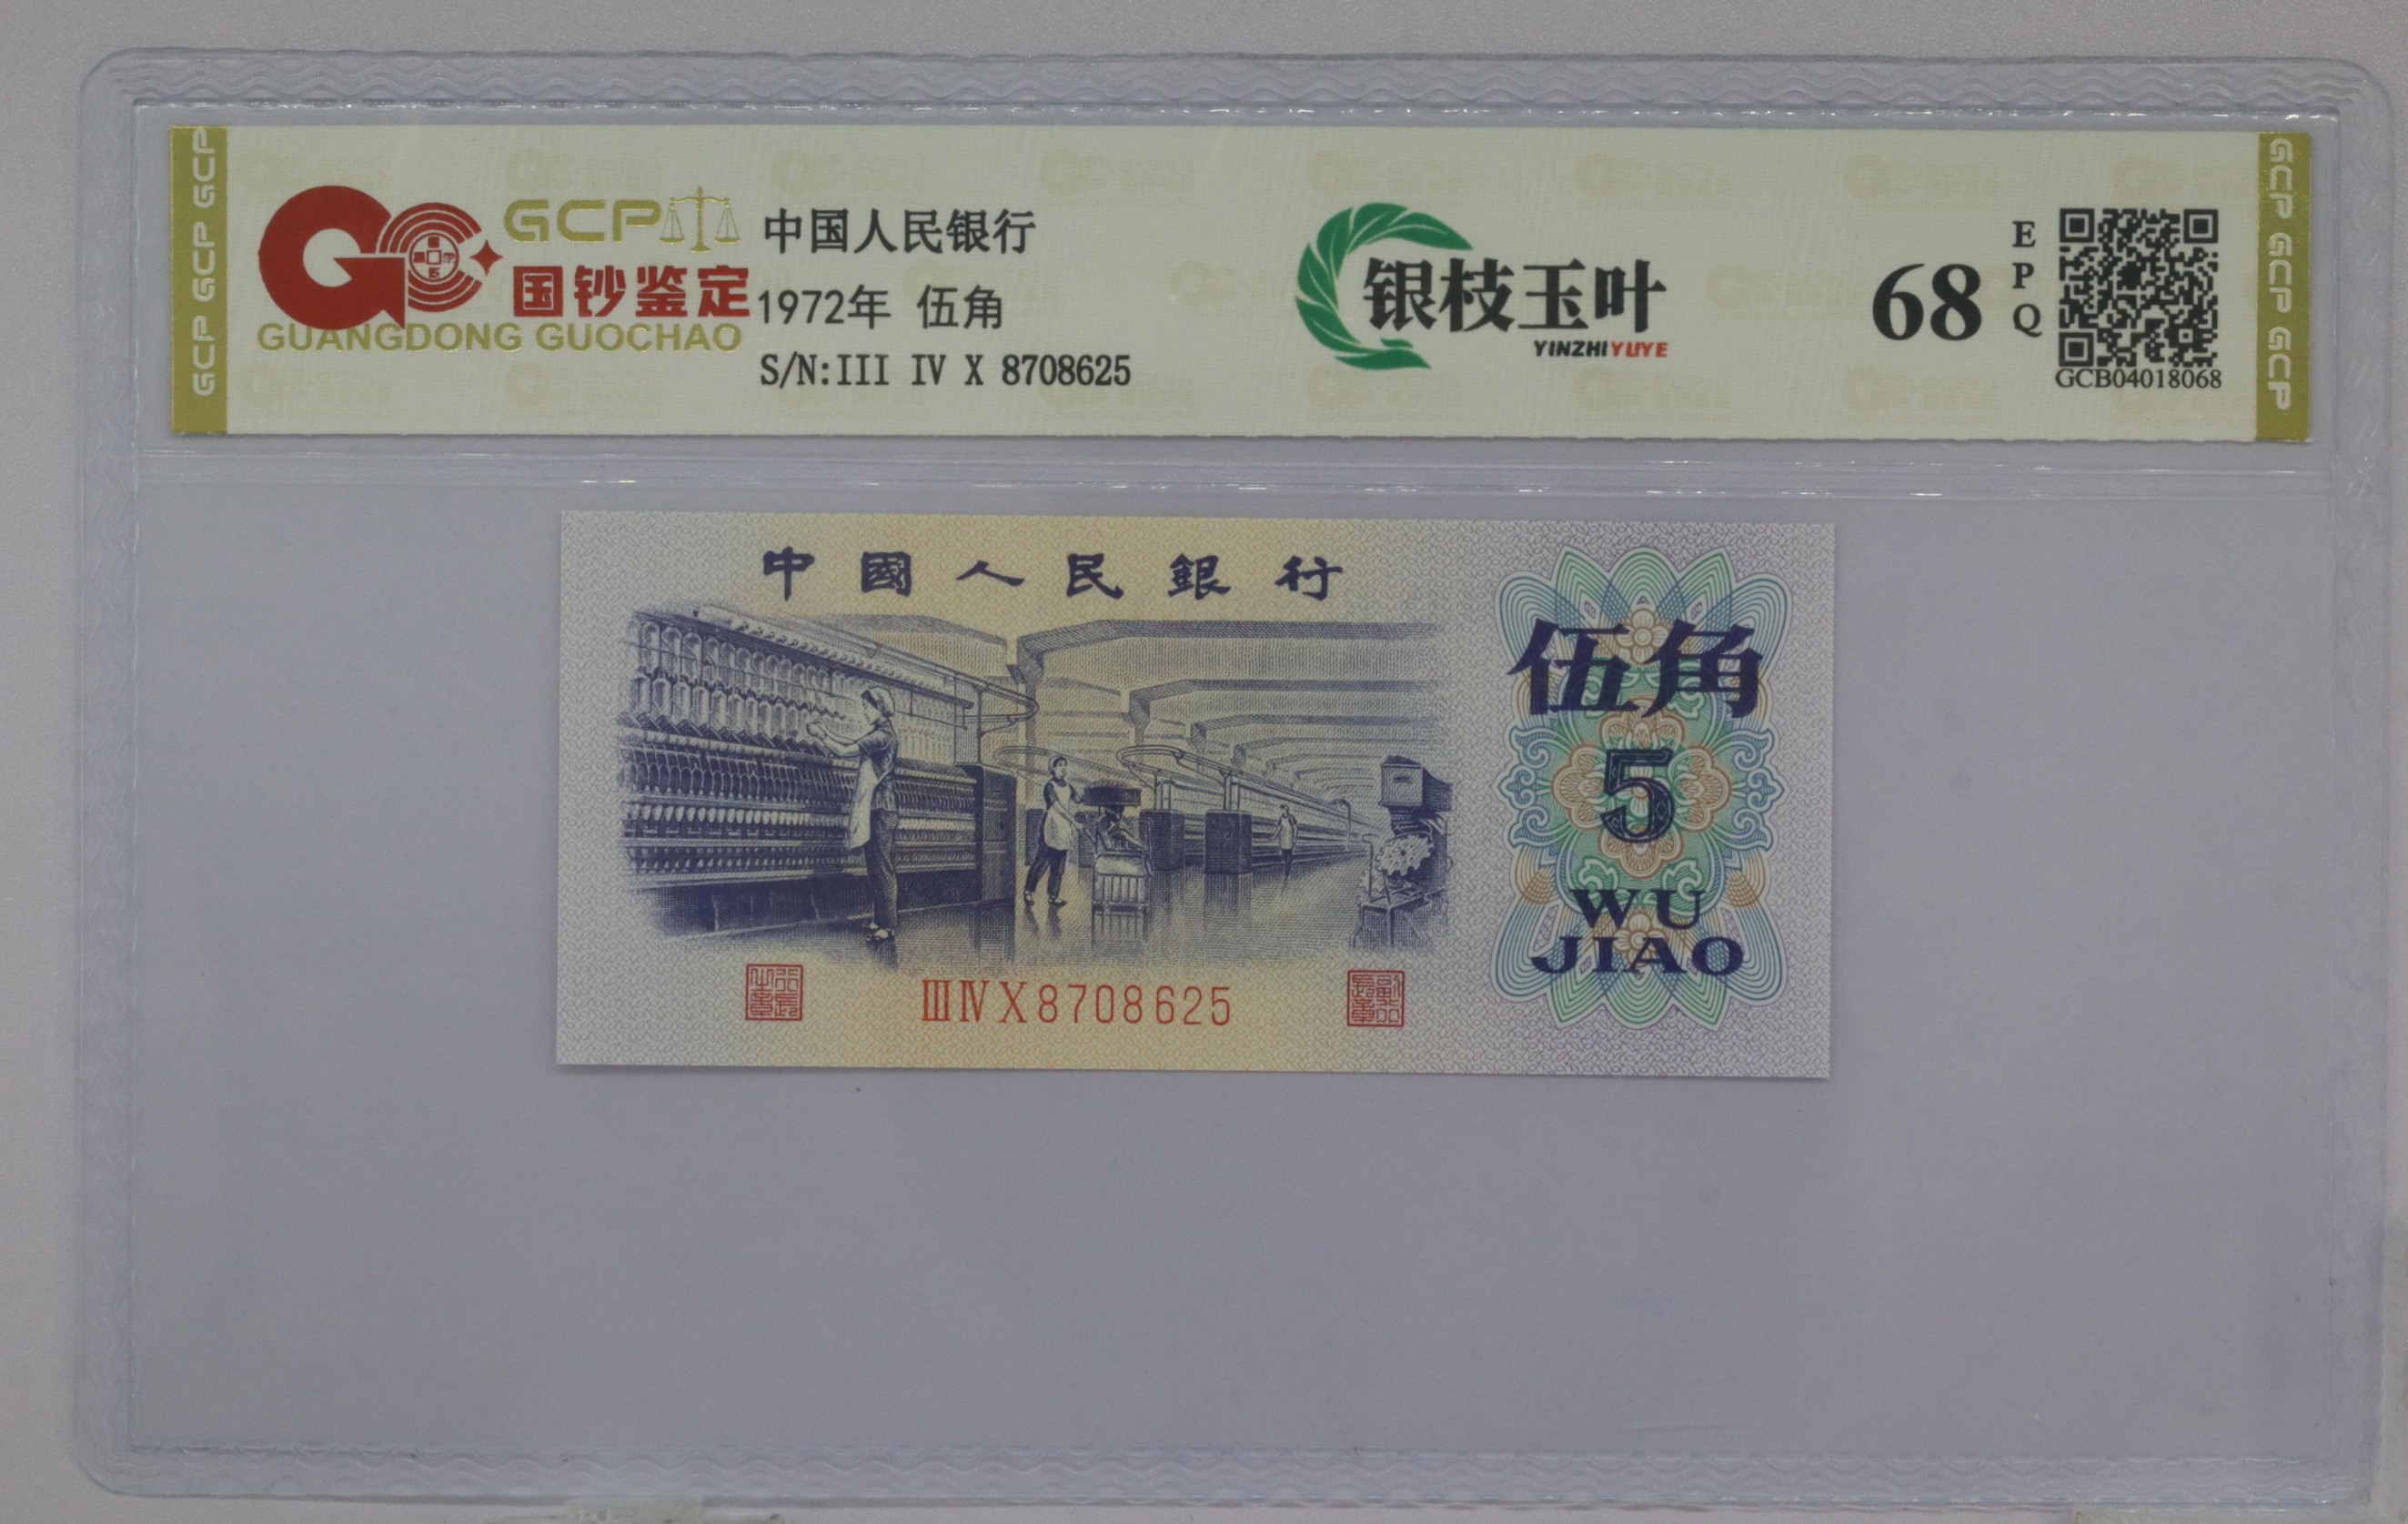 GCP GCP GCP
GCP
国钞鉴定
GUANGDONG GUOCHAO
中国人民银行
1972年 伍角
S/N:III IV X 8708625
银枝玉叶
YINZHIYUYE
68
EPQ
GCB04018068
GCP GCP GCP
中國人民銀行
伍角
5
WU
JIAO
ⅢⅣⅩ8708625